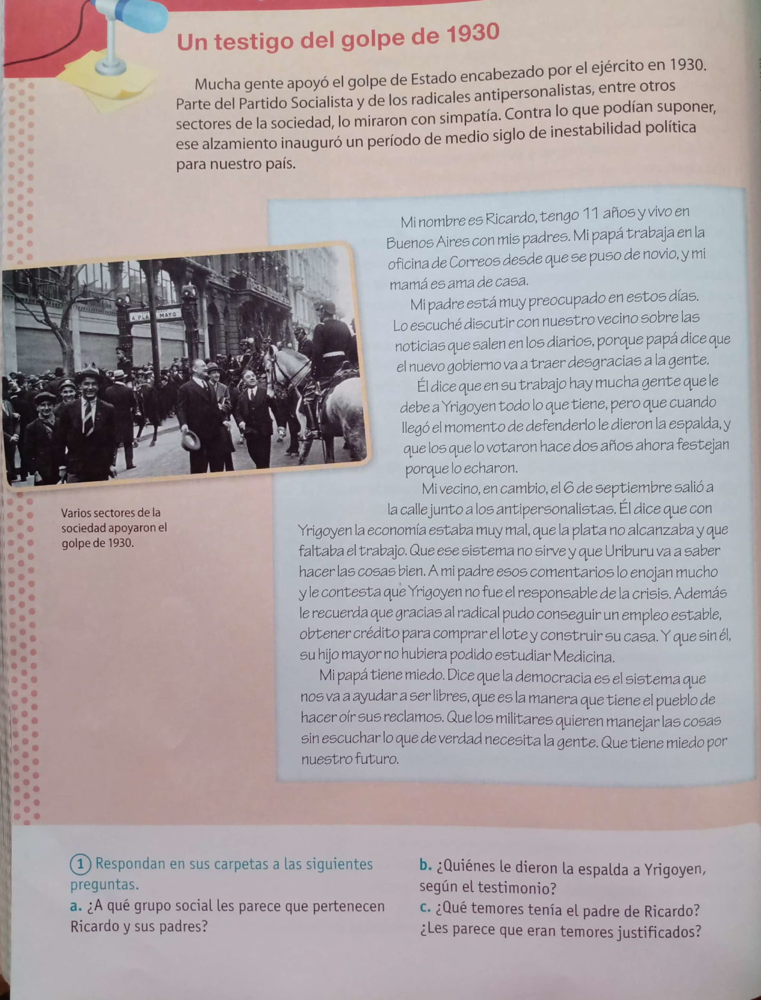 Un testigo del golpe de 1930
Mucha gente apoyó el golpe de Estado encabezado por el ejército en 1930.
Parte del Partido Socialista y de los radicales antipersonalistas, entre otros
sectores de la sociedad, lo miraron con simpatía. Contra lo que podían suponer,
ese alzamiento inauguró un período de medio siglo de inestabilidad política
para nuestro país.
Mi nombre es Ricardo, tengo 11 años y vivo en
Buenos Aires con mis padres. Mi papá trabaja en la
oficina de Correos desde que se puso de novio, y mi
mamá es ama de casa.
Mi padre está muy preocupado en estos días.
Lo escuché discutir con nuestro vecino sobre las
noticias que salen en los diarios, porque papá dice que
el nuevo gobierno va a traer desgracias a la gente.
Él dice que en su trabajo hay mucha gente que le
debe a Yrigoyen todo lo que tiene, pero que cuando
llegó el momento de defenderlo le dieron la espalda, y
que los que lo votaron hace dos años ahora festejan
porque lo echaron.
Mi vecino, en cambio, el 6 de septiembre salió a
la calle junto a los antipersonalistas. Él dice que con
Yrigoyen la economía estaba muy mal, que la plata no alcanzaba y que
faltaba el trabajo. Que ese sistema no sirve y que Uriburu va a saber
hacer las cosas bien. A mi padre esos comentarios lo enojan mucho
y le contesta que Yrigoyen no fue el responsable de la crisis. Además
le recuerda que gracias al radical pudo conseguir un empleo estable,
obtener crédito para comprar el lote y construir su casa. Y que sin él,
su hijo mayor no hubiera podido estudiar Medicina.
Mi papá tiene miedo. Dice que la democracia es el sistema que
nos va a ayudar a ser libres, que es la manera que tiene el pueblo de
hacer oír sus reclamos. Que los militares quieren manejar las cosas
sin escuchar lo que de verdad necesita la gente. Que tiene miedo por
nuestro futuro.
A PLA MAYO
Varios sectores de la
sociedad apoyaron el
golpe de 1930.
1 Respondan en sus carpetas a las siguientes
preguntas.
a. ¿A qué grupo social les parece que pertenecen
Ricardo y sus padres?
b. ¿Quiénes le dieron la espalda a Yrigoyen,
según el testimonio?
c. ¿Qué temores tenía el padre de Ricardo?
¿Les parece que eran temores justificados?